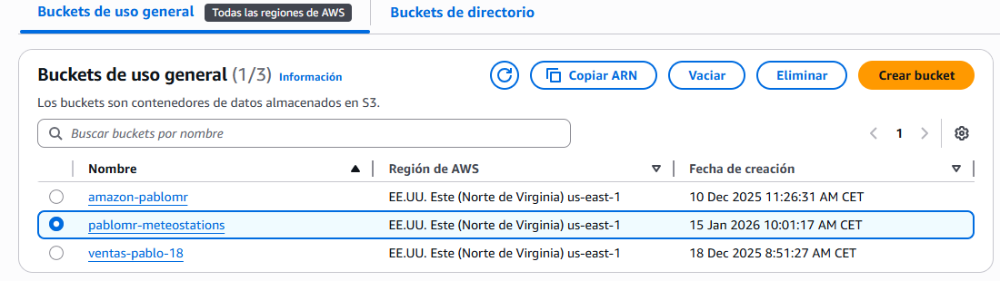 Buckets de uso general Todas las regiones de AWS Buckets de directorio
Buckets de uso general (1/3) Información Copiar ARN Vaciar Eliminar Crear bucket
Los buckets son contenedores de datos almacenados en S3.
Buscar buckets por nombre 1
Nombre Región de AWS Fecha de creación
amazon-pablomr EE.UU. Este (Norte de Virginia) us-east-1 10 Dec 2025 11:26:31 AM CET
pablomr-meteostations EE.UU. Este (Norte de Virginia) us-east-1 15 Jan 2026 10:01:17 AM CET
ventas-pablo-18 EE.UU. Este (Norte de Virginia) us-east-1 18 Dec 2025 8:51:27 AM CET